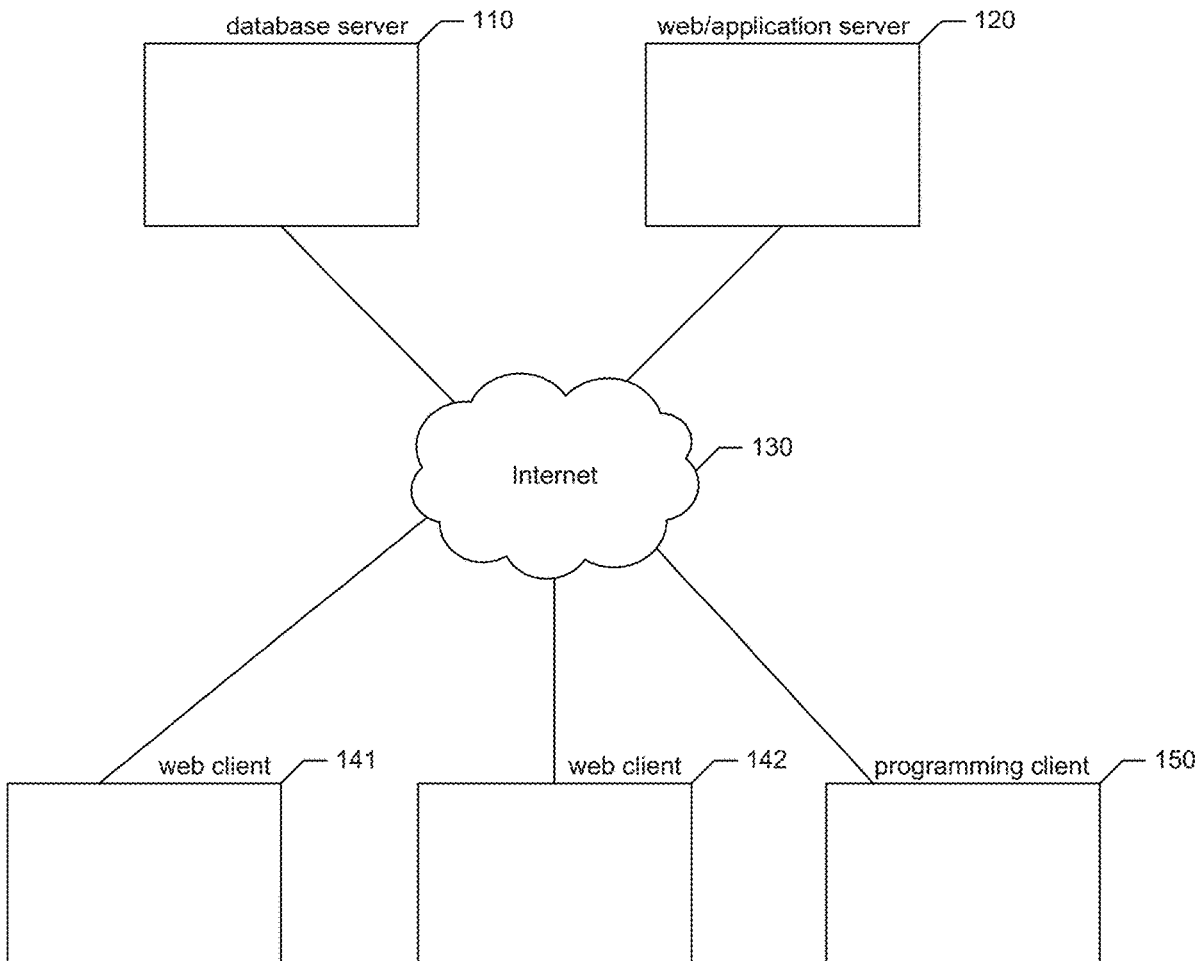 database server
110
web/application server
120
Internet
130
web client
141
web client
142
programming client
150